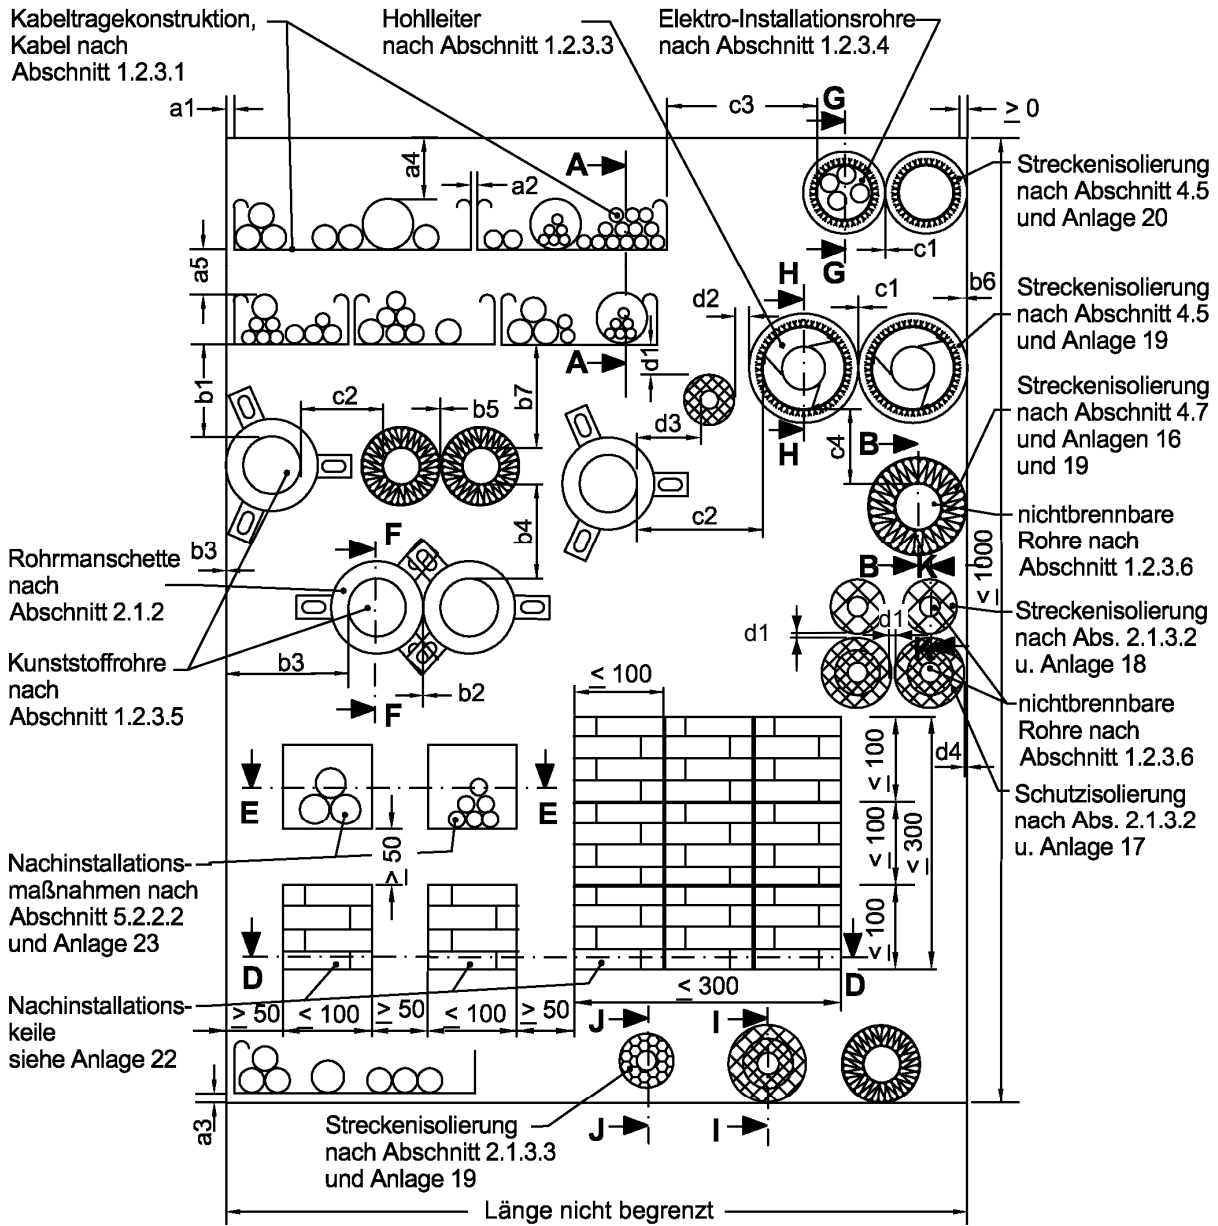 Kabeltragekonstruktion,
Kabel nach
Abschnitt 1.2.3.1
Hohlleiter
nach Abschnitt 1.2.3.3
Elektro-Installationsrohre
nach Abschnitt 1.2.3.4
a1
c3
G
≥ 0
a4
A
a2
Streckenisolierung
nach Abschnitt 4.5
und Anlage 20
a5
G
c1
H
b6
d2
c1
Streckenisolierung
nach Abschnitt 4.5
und Anlage 19
A
d1
b1
c2
b5
b7
d3
H
c4
B
Streckenisolierung
nach Abschnitt 4.7
und Anlagen 16
und 19
b4
c2
nichtbrennbare
Rohre nach
Abschnitt 1.2.3.6
F
b3
B
K
≤ 1000
Rohrmanschette
nach
Abschnitt 2.1.2
d1
d1
K
Streckenisolierung
nach Abs. 2.1.3.2
u. Anlage 18
Kunststoffrohre
nach
Abschnitt 1.2.3.5
b3
b2
F
≤ 100
nichtbrennbare
Rohre nach
Abschnitt 1.2.3.6
d4
≤ 100
E
E
Schutzisolierung
nach Abs. 2.1.3.2
u. Anlage 17
≥ 50
≤ 100
≤ 300
Nachinstallations-
maßnahmen nach
Abschnitt 5.2.2.2
und Anlage 23
≤ 100
D
D
≤ 300
Nachinstallations-
keile
siehe Anlage 22
≥ 50
≤ 100
≥ 50
≤ 100
≥ 50
J
I
a3
J
I
Streckenisolierung
nach Abschnitt 2.1.3.3
und Anlage 19
Länge nicht begrenzt